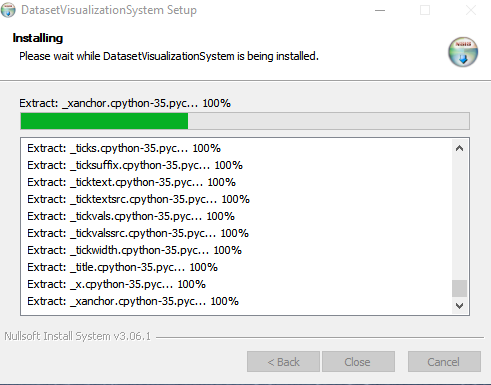 DatasetVisualizationSystem Setup
Installing
Please wait while DatasetVisualizationSystem is being installed.
Extract: _xanchor.cpython-35.pyc... 100%
Extract: _ticks.cpython-35.pyc... 100%
Extract: _ticksuffix.cpython-35.pyc... 100%
Extract: _ticktext.cpython-35.pyc... 100%
Extract: _ticktextsrc.cpython-35.pyc... 100%
Extract: _tickvals.cpython-35.pyc... 100%
Extract: _tickvalssrc.cpython-35.pyc... 100%
Extract: _tickwidth.cpython-35.pyc... 100%
Extract: _title.cpython-35.pyc... 100%
Extract: _x.cpython-35.pyc... 100%
Extract: _xanchor.cpython-35.pyc... 100%
Nullsoft Install System v3.06.1
< Back Close Cancel